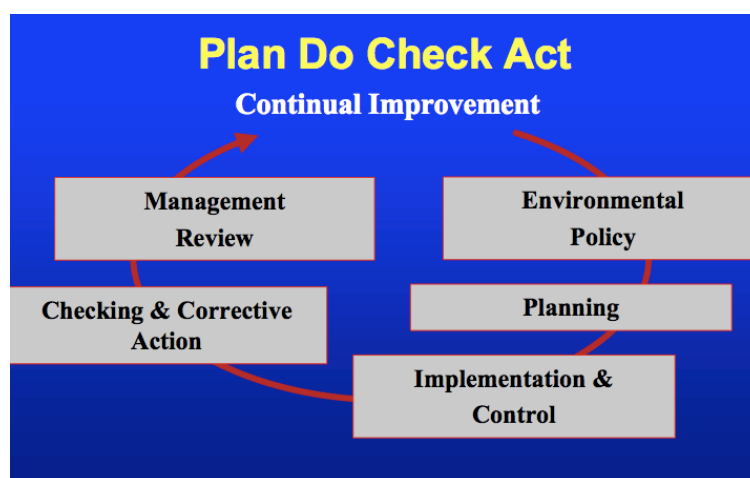 Plan Do Check Act
Continual Improvement
Environmental
Policy
Planning
Implementation &
Control
Checking & Corrective
Action
Management
Review